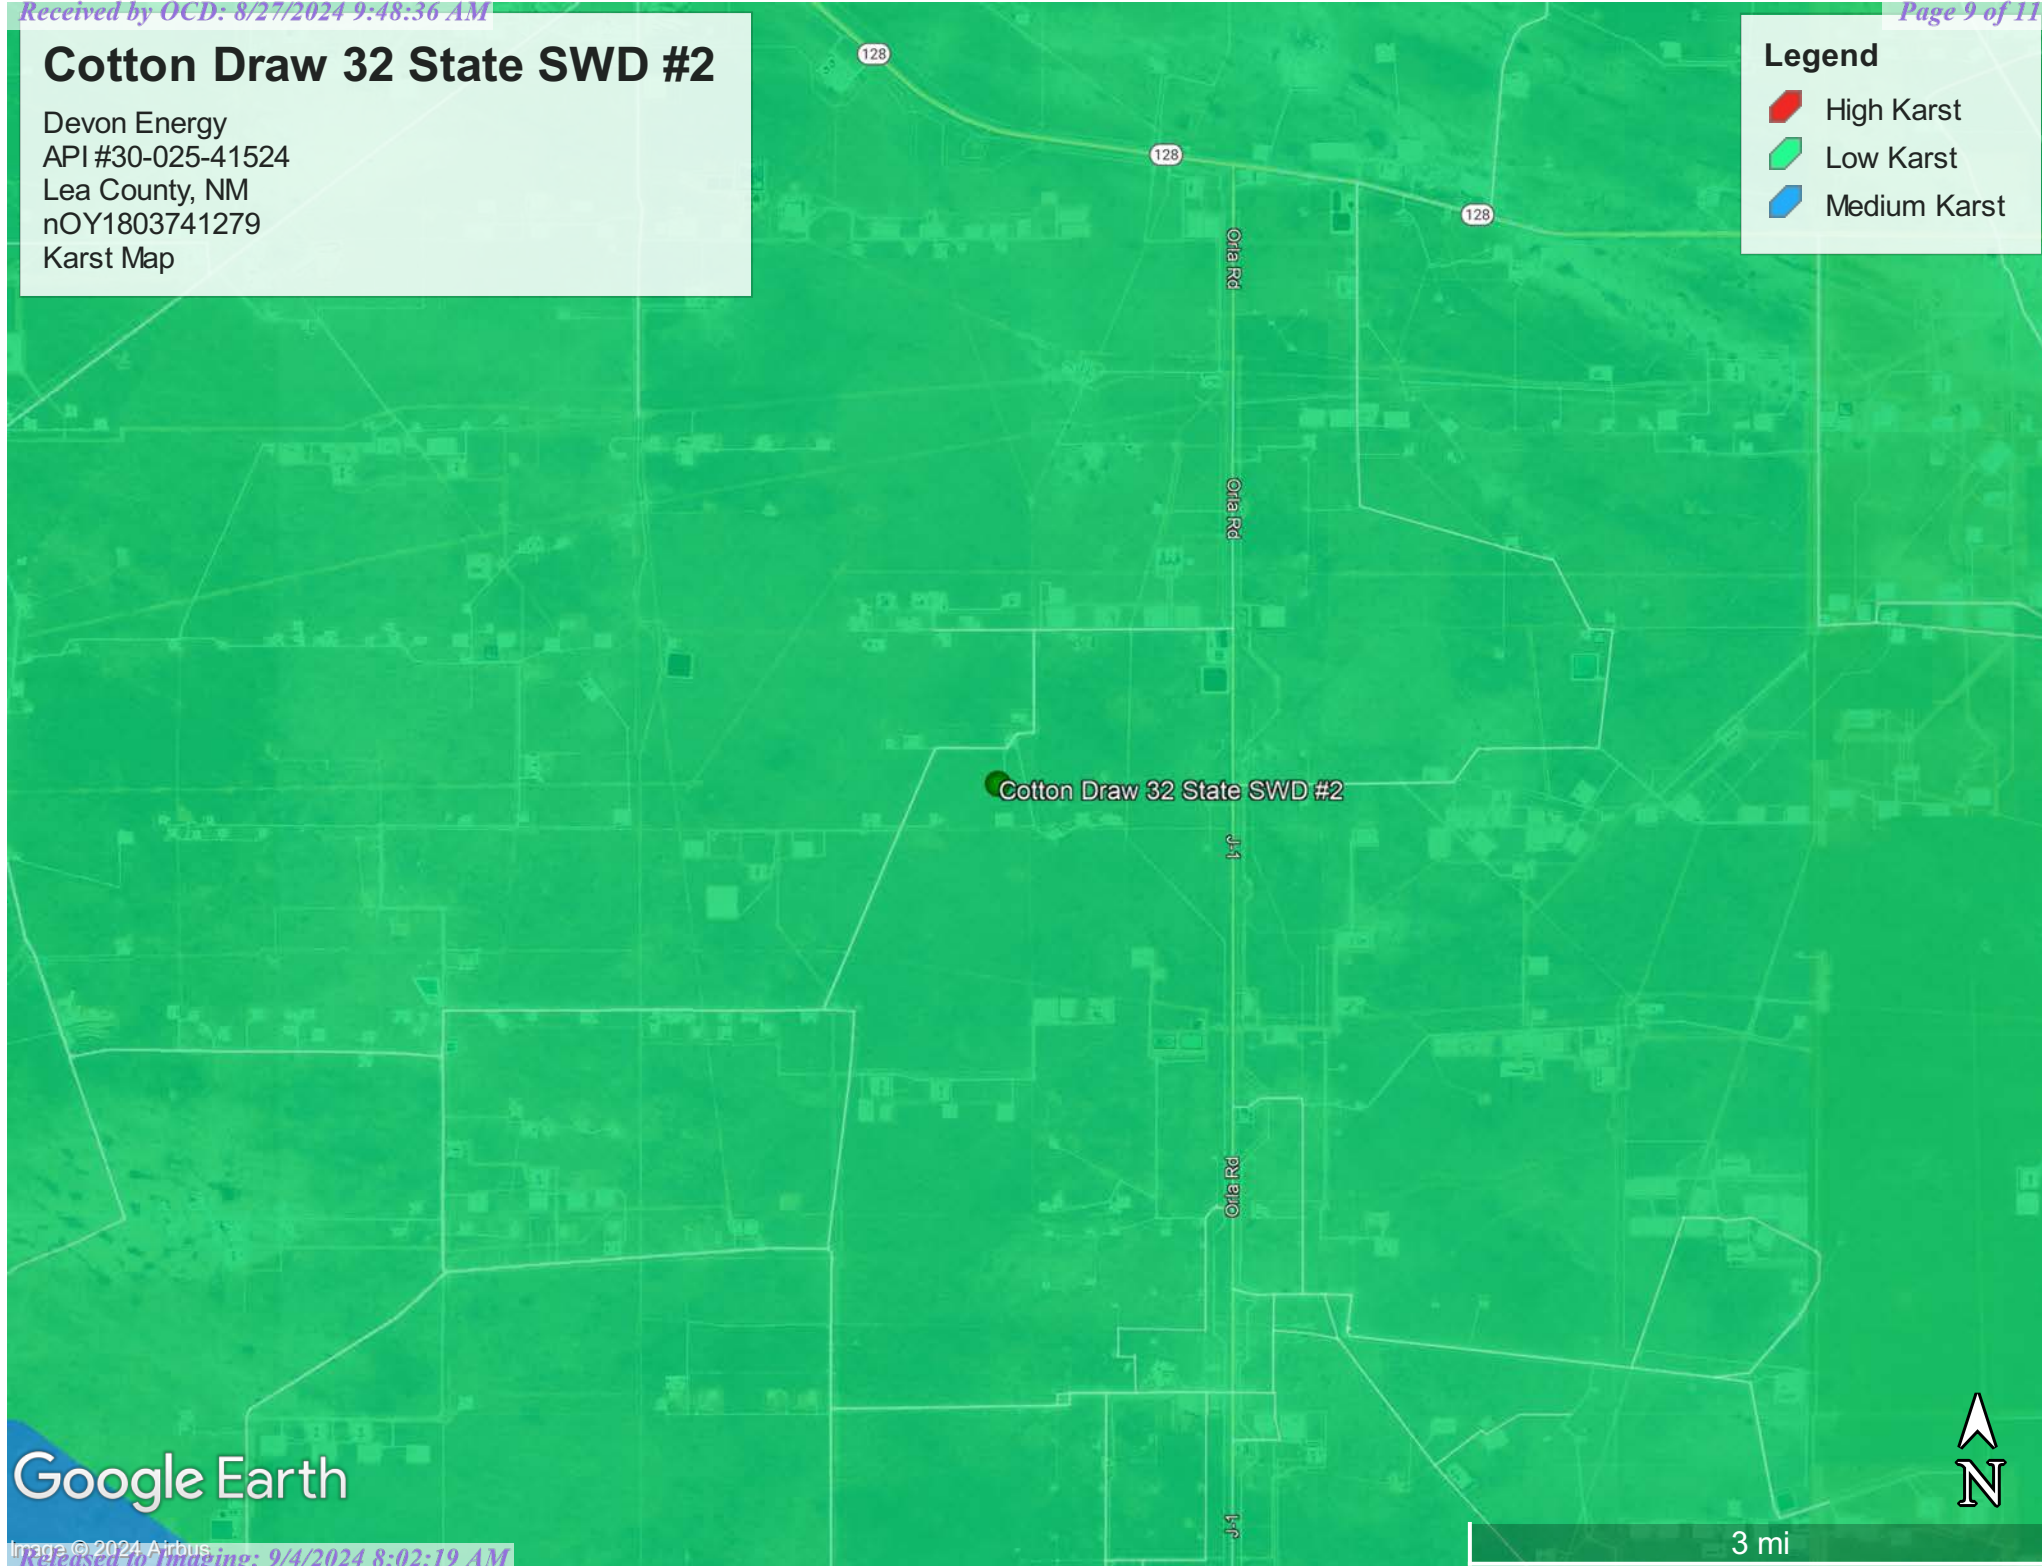 Received by OCD: 8/27/2024 9:48:36 AM
Page 9 of 11
Cotton Draw 32 State SWD #2
Devon Energy
API #30-025-41524
Lea County, NM
nOY1803741279
Karst Map
Legend
High Karst
Low Karst
Medium Karst
128
128
128
Orla Rd
Orla Rd
Cotton Draw 32 State SWD #2
J-1
Orla Rd
J-1
N
Google Earth
3 mi
Image © 2024 Airbus
Released to Imaging: 9/4/2024 8:02:19 AM